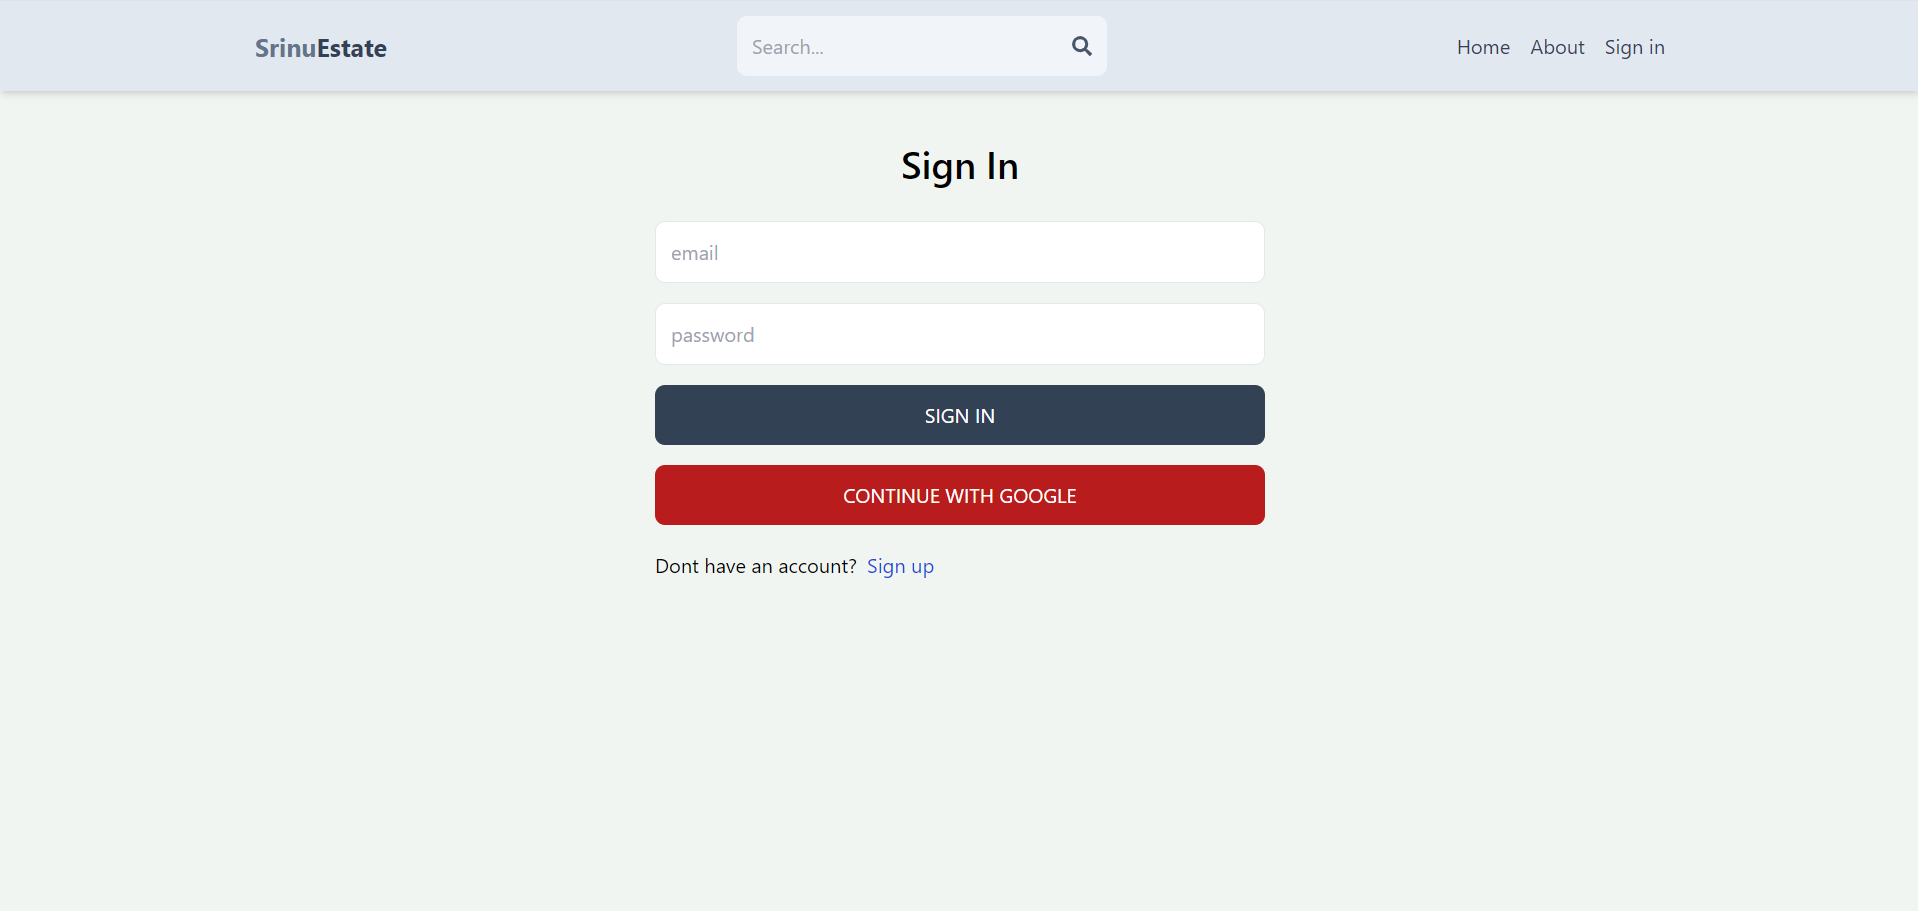 SrinuEstate
Search...
Home About Sign in
Sign In
email
password
SIGN IN
CONTINUE WITH GOOGLE
Dont have an account? Sign up